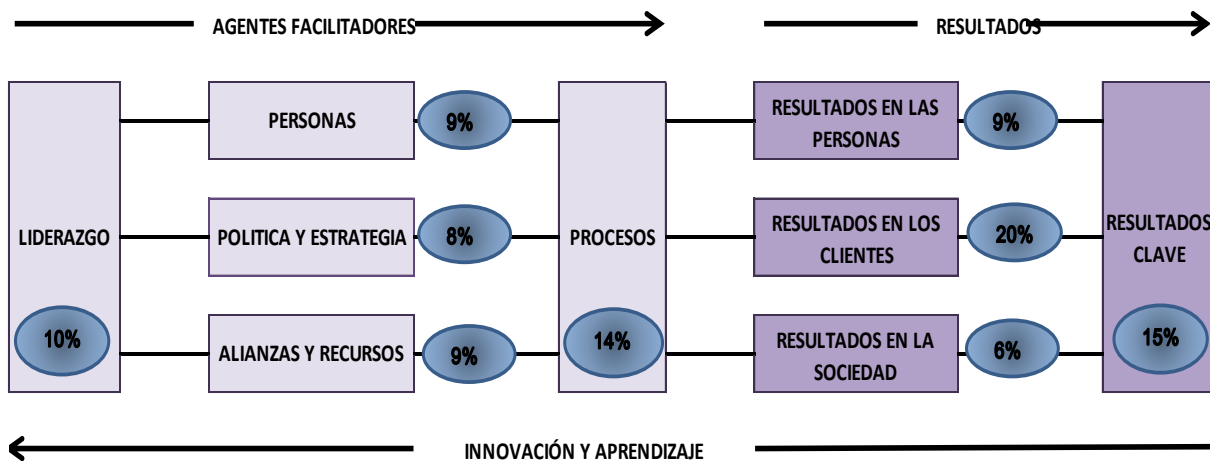 AGENTES FACILITADORES
RESULTADOS
PERSONAS
9%
RESULTADOS EN LAS
PERSONAS
9%
LIDERAZGO
10%
POLITICA Y ESTRATEGIA
8%
PROCESOS
14%
RESULTADOS EN LOS
CLIENTES
20%
RESULTADOS
CLAVE
15%
ALIANZAS Y RECURSOS
9%
RESULTADOS EN LA
SOCIEDAD
6%
INNOVACIÓN Y APRENDIZAJE